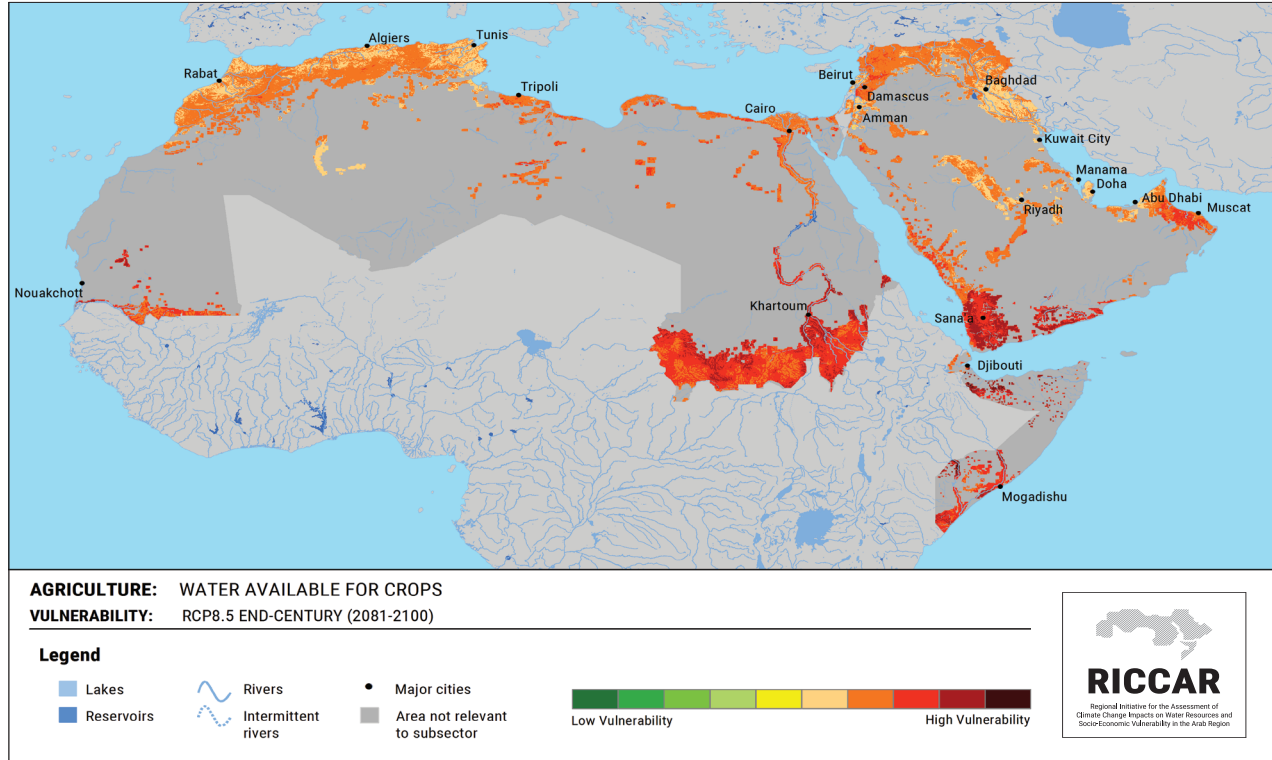 Algiers
Tunis
Rabat
Tripoli
Beirut
Baghdad
Damascus
Cairo
Amman
Kuwait City
Manama
Doha
Abu Dhabi
Riyadh
Muscat
Nouakchott
Khartoum
Sana'a
Djibouti
Mogadishu
AGRICULTURE: WATER AVAILABLE FOR CROPS
VULNERABILITY: RCP8.5 END-CENTURY (2081-2100)
Legend
Lakes
Rivers
Major cities
Reservoirs
Intermittent
rivers
Area not relevant
to subsector
Low Vulnerability
High Vulnerability
RICCAR
Regional Initiative for the Assessment of
Climate Change Impacts on Water Resources and
Socio-Economic Vulnerability in the Arab Region